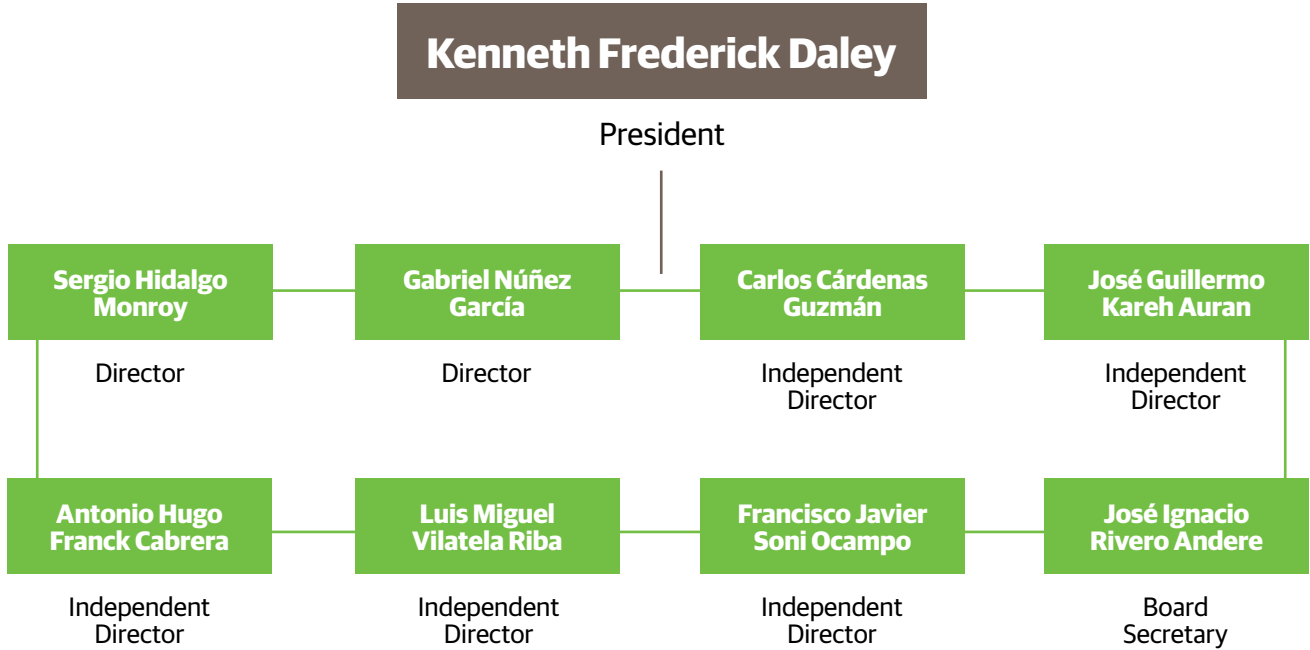 Kenneth Frederick Daley
President
Sergio Hidalgo
Monroy
Director
Gabriel Núñez
García
Director
Carlos Cárdenas
Guzmán
Independent
Director
José Guillermo
Kareh Auran
Independent
Director
Antonio Hugo
Franck Cabrera
Independent
Director
Luis Miguel
Vilatela Riba
Independent
Director
Francisco Javier
Soni Ocampo
Independent
Director
José Ignacio
Rivero Andere
Board
Secretary